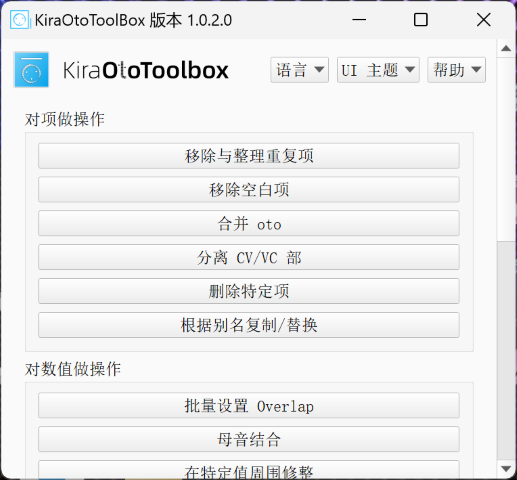 KiraOtoToolBox 版本 1.0.2.0
KiraOtoToolbox 语言 UI 主题 帮助
对项做操作
移除与整理重复项
移除空白项
合并 oto
分离 CV/VC 部
删除特定项
根据别名复制/替换
对数值做操作
批量设置 Overlap
母音结合
在特定值周围修整